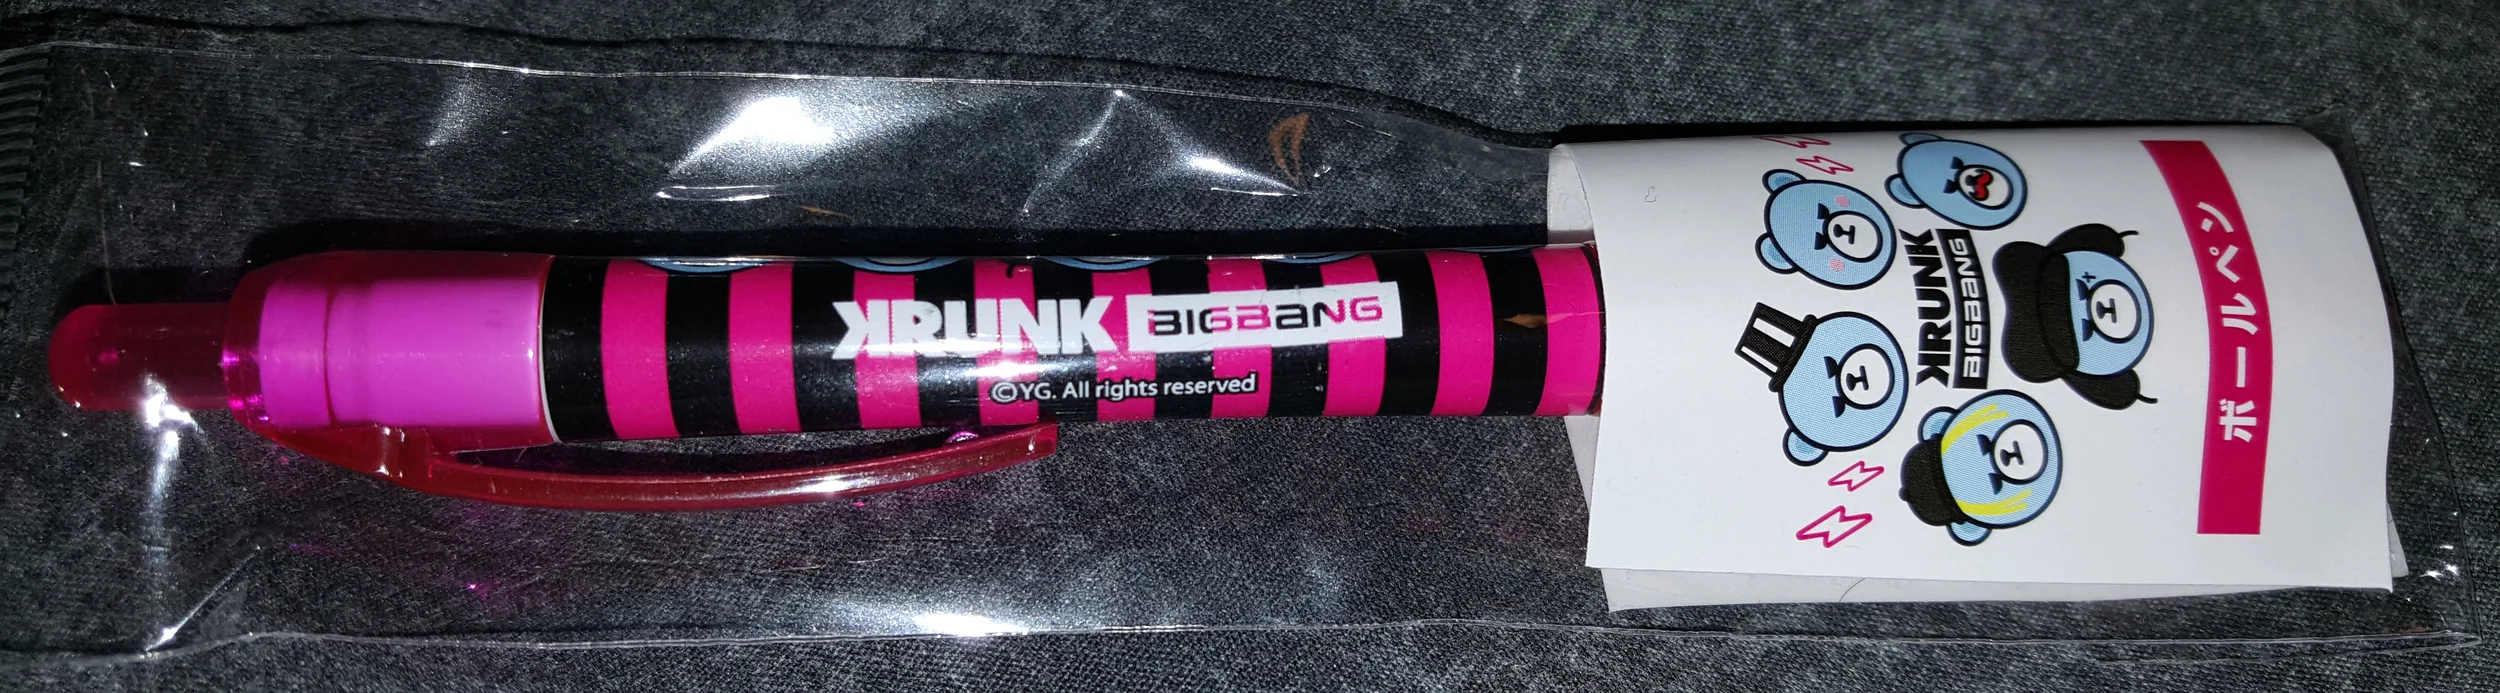 KRUNK BIGBANG
©YG. All rights reserved
KRUNK
BIGBANG
ボールペン